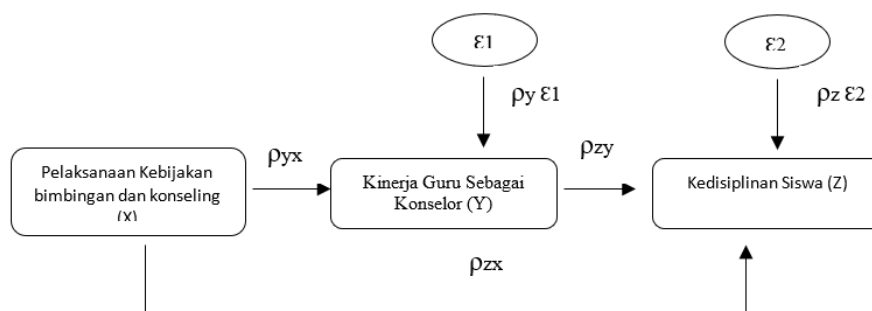 ε1
ε2
ρy ε1
ρz ε2
ρyx
ρzy
Pelaksanaan Kebijakan
bimbingan dan konseling
(X)
Kinerja Guru Sebagai
Konselor (Y)
Kedisiplinan Siswa (Z)
ρzx